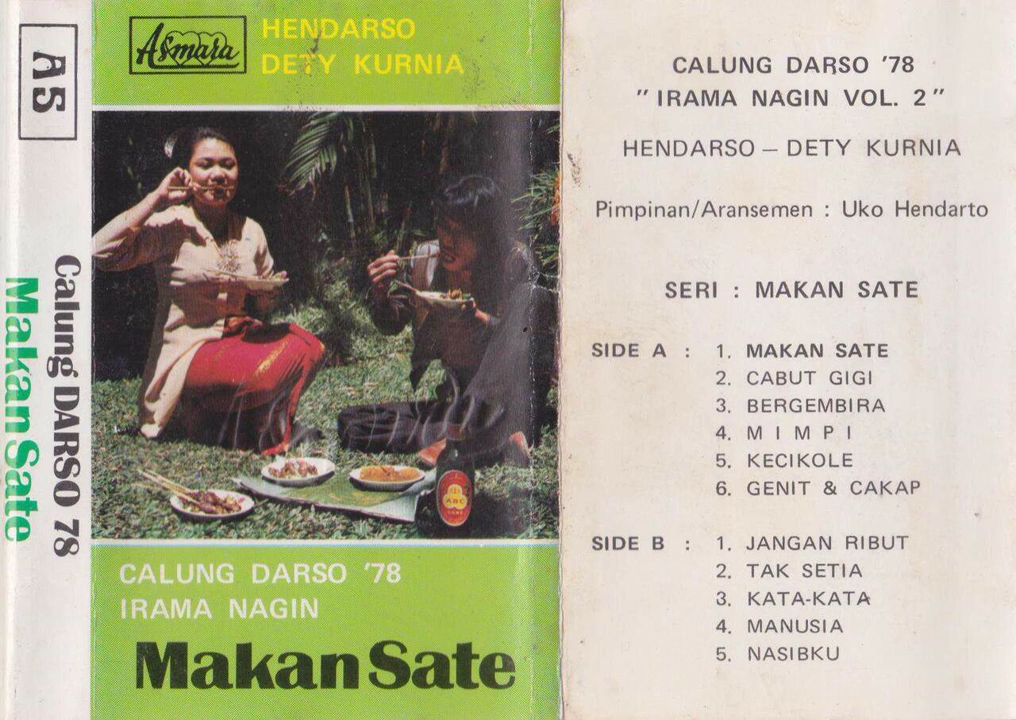 A5
Calung DARSO 78
Makan Sate
Asmara
HENDARSO
DETY KURNIA
ABC
CALUNG DARSO '78
IRAMA NAGIN
Makan Sate
CALUNG DARSO '78
" IRAMA NAGIN VOL. 2 "
HENDARSO – DETY KURNIA
Pimpinan/Aransemen : Uko Hendarto
SERI : MAKAN SATE
SIDE A : 1. MAKAN SATE
2. CABUT GIGI
3. BERGEMBIRA
4. M I M P I
5. KECIKOLE
6. GENIT & CAKAP
SIDE B : 1. JANGAN RIBUT
2. TAK SETIA
3. KATA-KATA
4. MANUSIA
5. NASIBKU